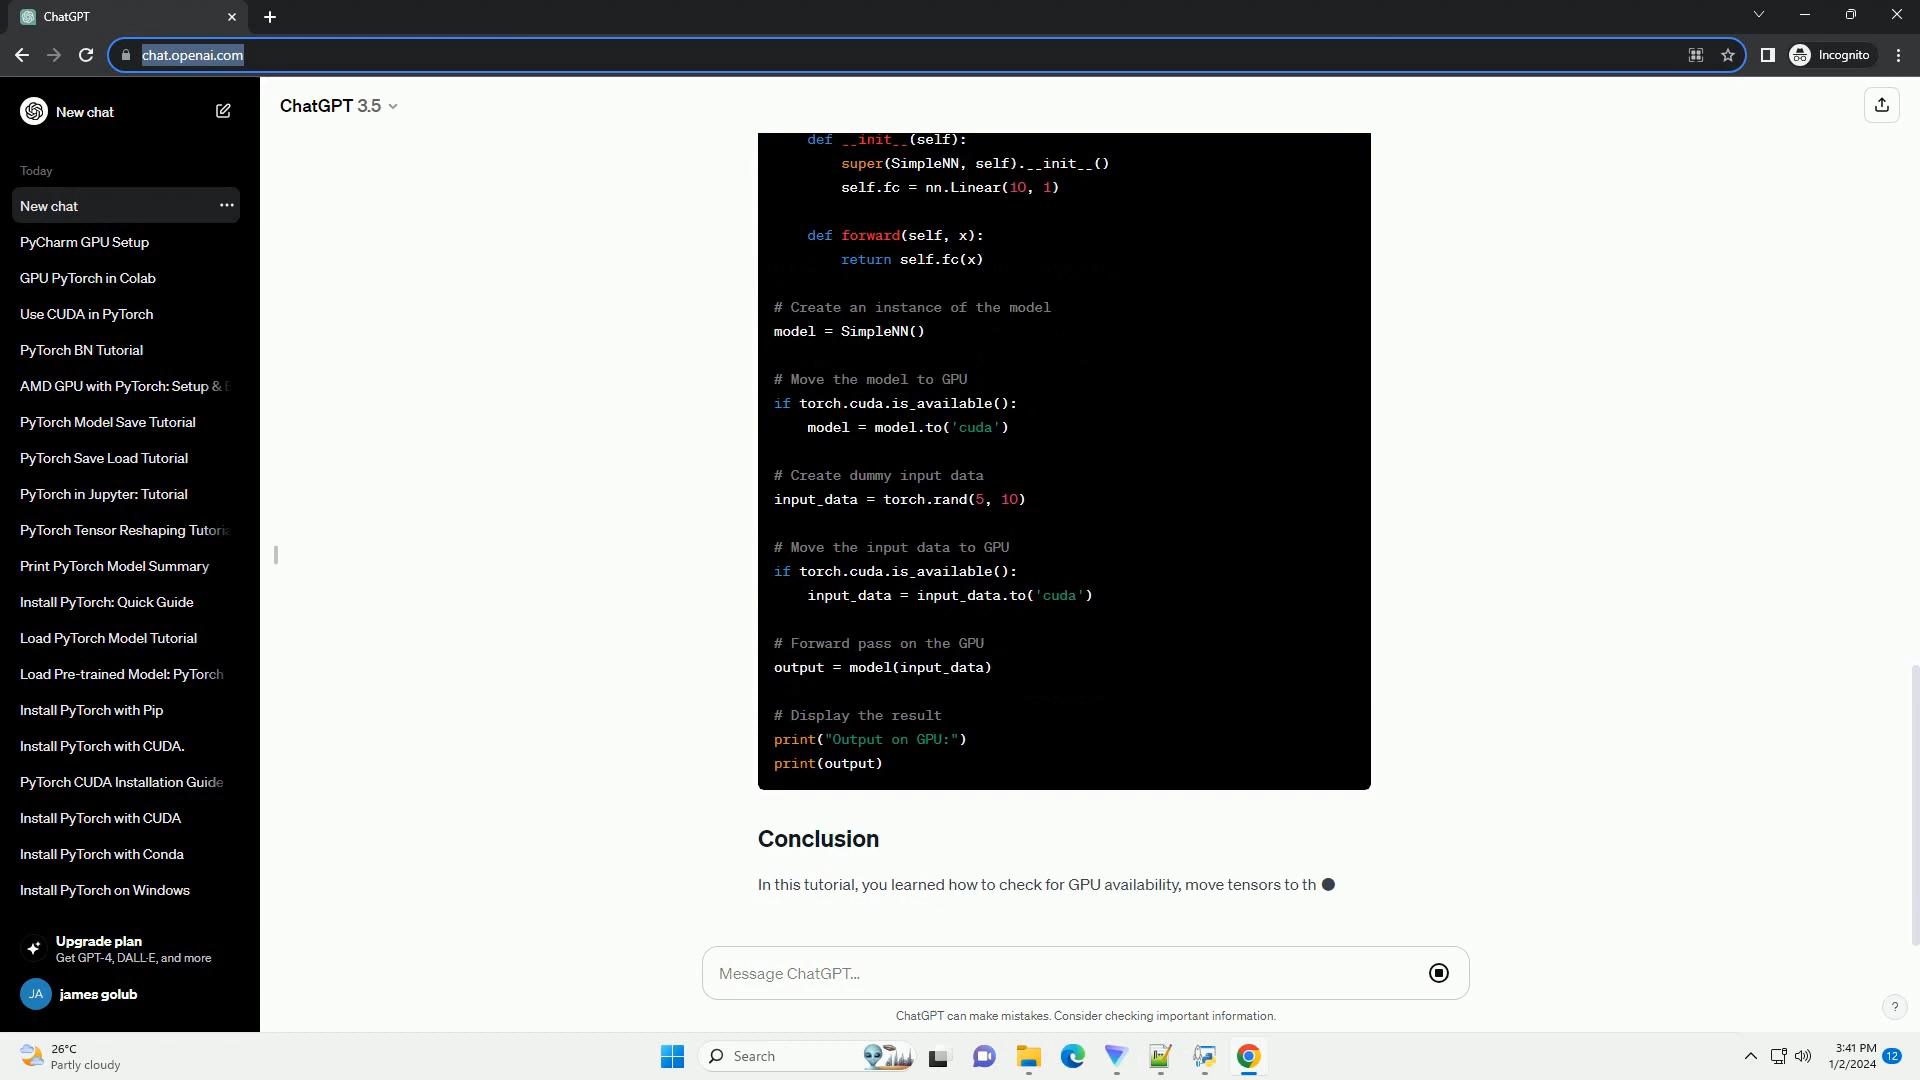 ChatGPT
chat.openai.com
Incognito
New chat
ChatGPT 3.5
Today
New chat
PyCharm GPU Setup
GPU PyTorch in Colab
Use CUDA in PyTorch
PyTorch BN Tutorial
AMD GPU with PyTorch: Setup & E
PyTorch Model Save Tutorial
PyTorch Save Load Tutorial
PyTorch in Jupyter: Tutorial
PyTorch Tensor Reshaping Tutoria
Print PyTorch Model Summary
Install PyTorch: Quick Guide
Load PyTorch Model Tutorial
Load Pre-trained Model: PyTorch
Install PyTorch with Pip
Install PyTorch with CUDA.
PyTorch CUDA Installation Guide
Install PyTorch with CUDA
Install PyTorch with Conda
Install PyTorch on Windows
Upgrade plan
Get GPT-4, DALL·E, and more
JA james golub
def __init__(self):
super(SimpleNN, self).__init__()
self.fc = nn.Linear(10, 1)
def forward(self, x):
return self.fc(x)
# Create an instance of the model
model = SimpleNN()
# Move the model to GPU
if torch.cuda.is_available():
model = model.to('cuda')
# Create dummy input data
input_data = torch.rand(5, 10)
# Move the input data to GPU
if torch.cuda.is_available():
input_data = input_data.to('cuda')
# Forward pass on the GPU
output = model(input_data)
# Display the result
print("Output on GPU:")
print(output)
Conclusion
In this tutorial, you learned how to check for GPU availability, move tensors to th
Message ChatGPT...
ChatGPT can make mistakes. Consider checking important information.
?
26°C
Partly cloudy
Search
3:41 PM
1/2/2024
12